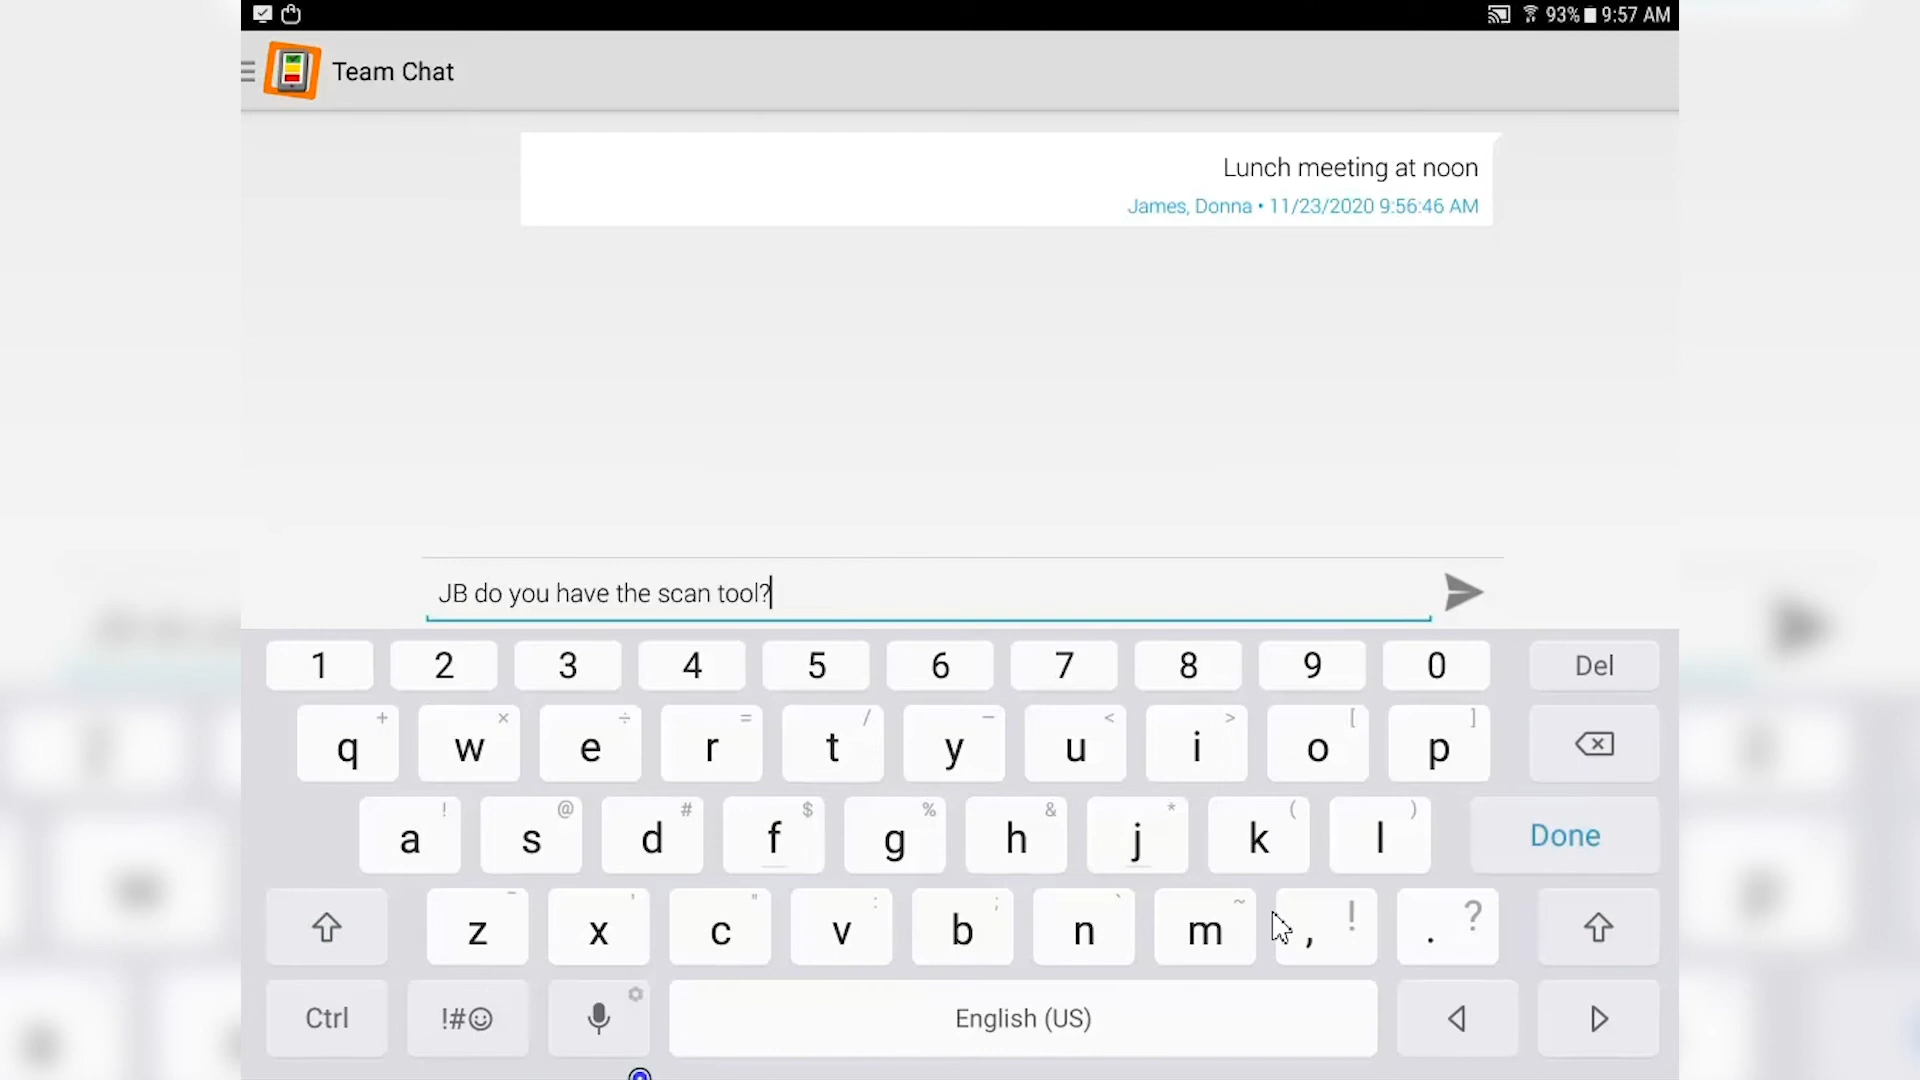 93% 9:57 AM
Team Chat
Lunch meeting at noon
James, Donna • 11/23/2020 9:56:46 AM
JB do you have the scan tool?
1 2 3 4 5 6 7 8 9 0 Del
+ × ÷ = / − < > [ ]
q w e r t y u i o p
! @ # $ % & * ( )
a s d f g h j k l Done
- ' " : ; ` ~ ! ?
z x c v b n m , .
Ctrl !#☺ English (US)